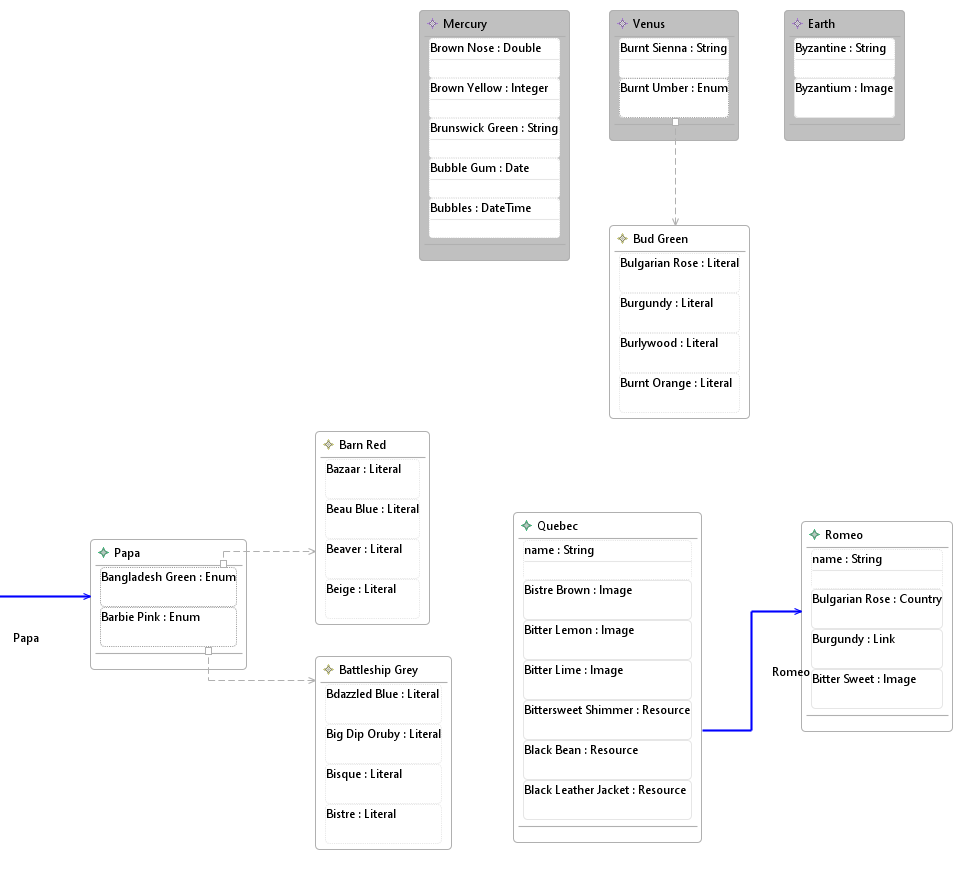 Mercury
Brown Nose : Double
Brown Yellow : Integer
Brunswick Green : String
Bubble Gum : Date
Bubbles : DateTime
Venus
Burnt Sienna : String
Burnt Umber : Enum
Earth
Byzantine : String
Byzantium : Image
Bud Green
Bulgarian Rose : Literal
Burgundy : Literal
Burlywood : Literal
Burnt Orange : Literal
Barn Red
Bazaar : Literal
Beau Blue : Literal
Beaver : Literal
Beige : Literal
Papa
Papa
Bangladesh Green : Enum
Barbie Pink : Enum
Battleship Grey
Bdazzled Blue : Literal
Big Dip Oruby : Literal
Bisque : Literal
Bistre : Literal
Quebec
name : String
Bistre Brown : Image
Bitter Lemon : Image
Bitter Lime : Image
Bittersweet Shimmer : Resource
Black Bean : Resource
Black Leather Jacket : Resource
Romeo
Romeo
name : String
Bulgarian Rose : Country
Burgundy : Link
Bitter Sweet : Image